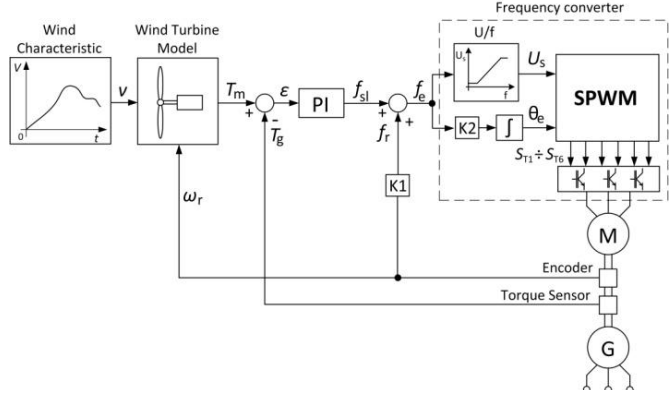 Frequency converter
Wind
Characteristic
Wind Turbine
Model
U/f
V
0
t
v
Tm
+
-
Tg
ε
PI
fsl
+
+
fr
fe
Us
f
Us
K2
∫
θe
SPWM
ST1÷ST6
K1
ωr
M
Encoder
Torque Sensor
G